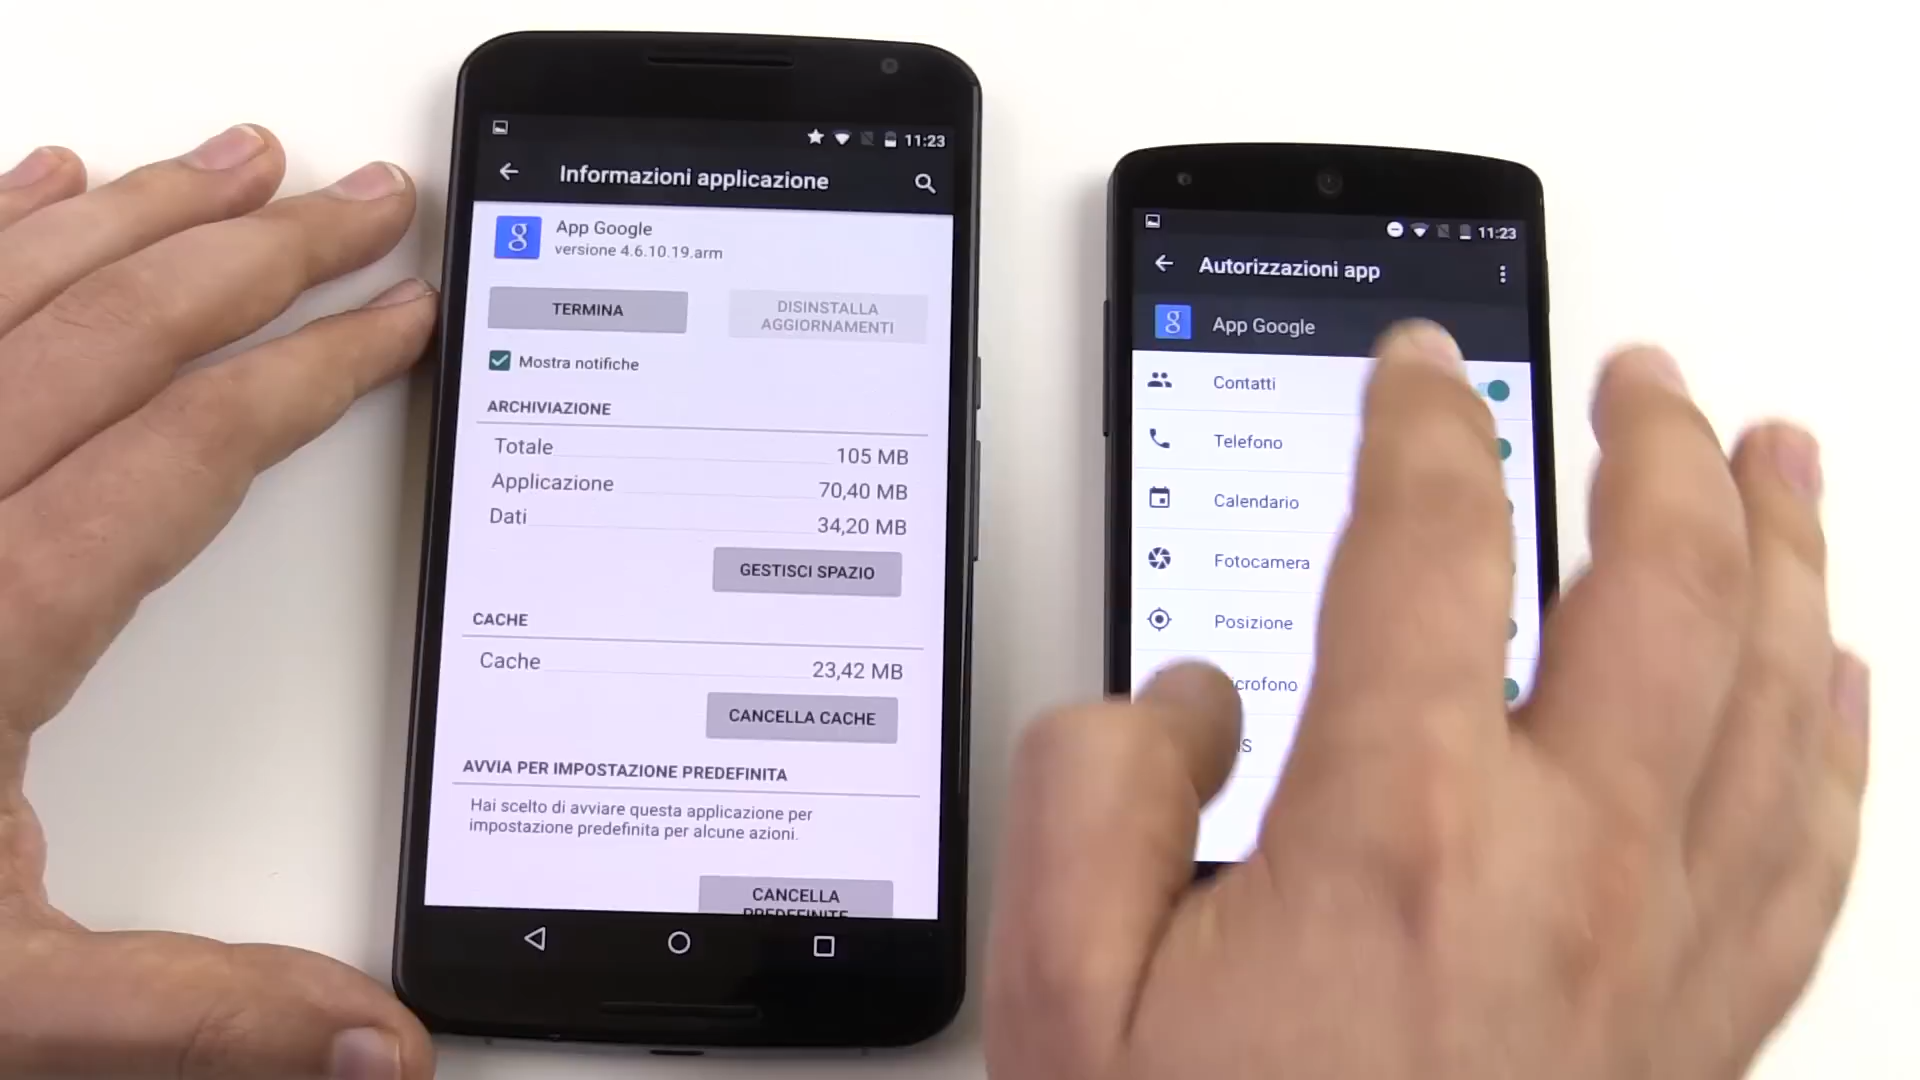 11:23
Informazioni applicazione
g
App Google
versione 4.6.10.19.arm
TERMINA
DISINSTALLA
AGGIORNAMENTI
Mostra notifiche
ARCHIVIAZIONE
Totale 105 MB
Applicazione 70,40 MB
Dati 34,20 MB
GESTISCI SPAZIO
CACHE
Cache 23,42 MB
CANCELLA CACHE
AVVIA PER IMPOSTAZIONE PREDEFINITA
Hai scelto di avviare questa applicazione per
impostazione predefinita per alcune azioni.
CANCELLA
PREDEFINITE
11:23
Autorizzazioni app
g
App Google
Contatti
Telefono
Calendario
Fotocamera
Posizione
crofono
S